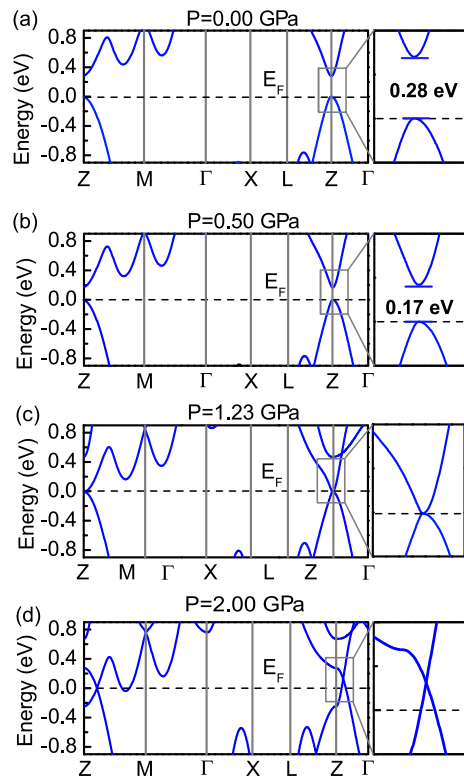 (a) P=0.00 GPa
Energy (eV)
0.8
0.4
0.0
-0.4
-0.8
E_F
0.28 eV
Z M Γ X L Z Γ
(b) P=0.50 GPa
Energy (eV)
0.8
0.4
0.0
-0.4
-0.8
E_F
0.17 eV
Z M Γ X L Z Γ
(c) P=1.23 GPa
Energy (eV)
0.8
0.4
0.0
-0.4
-0.8
E_F
Z M Γ X L Z Γ
(d) P=2.00 GPa
Energy (eV)
0.8
0.4
0.0
-0.4
-0.8
E_F
Z M Γ X L Z Γ